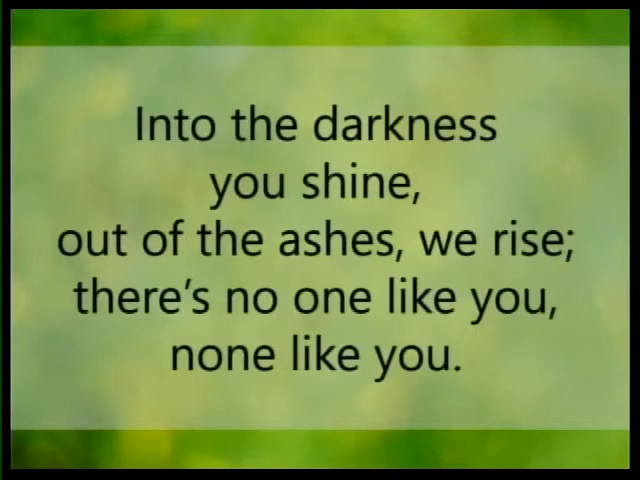 Into the darkness
you shine,
out of the ashes, we rise;
there's no one like you,
none like you.